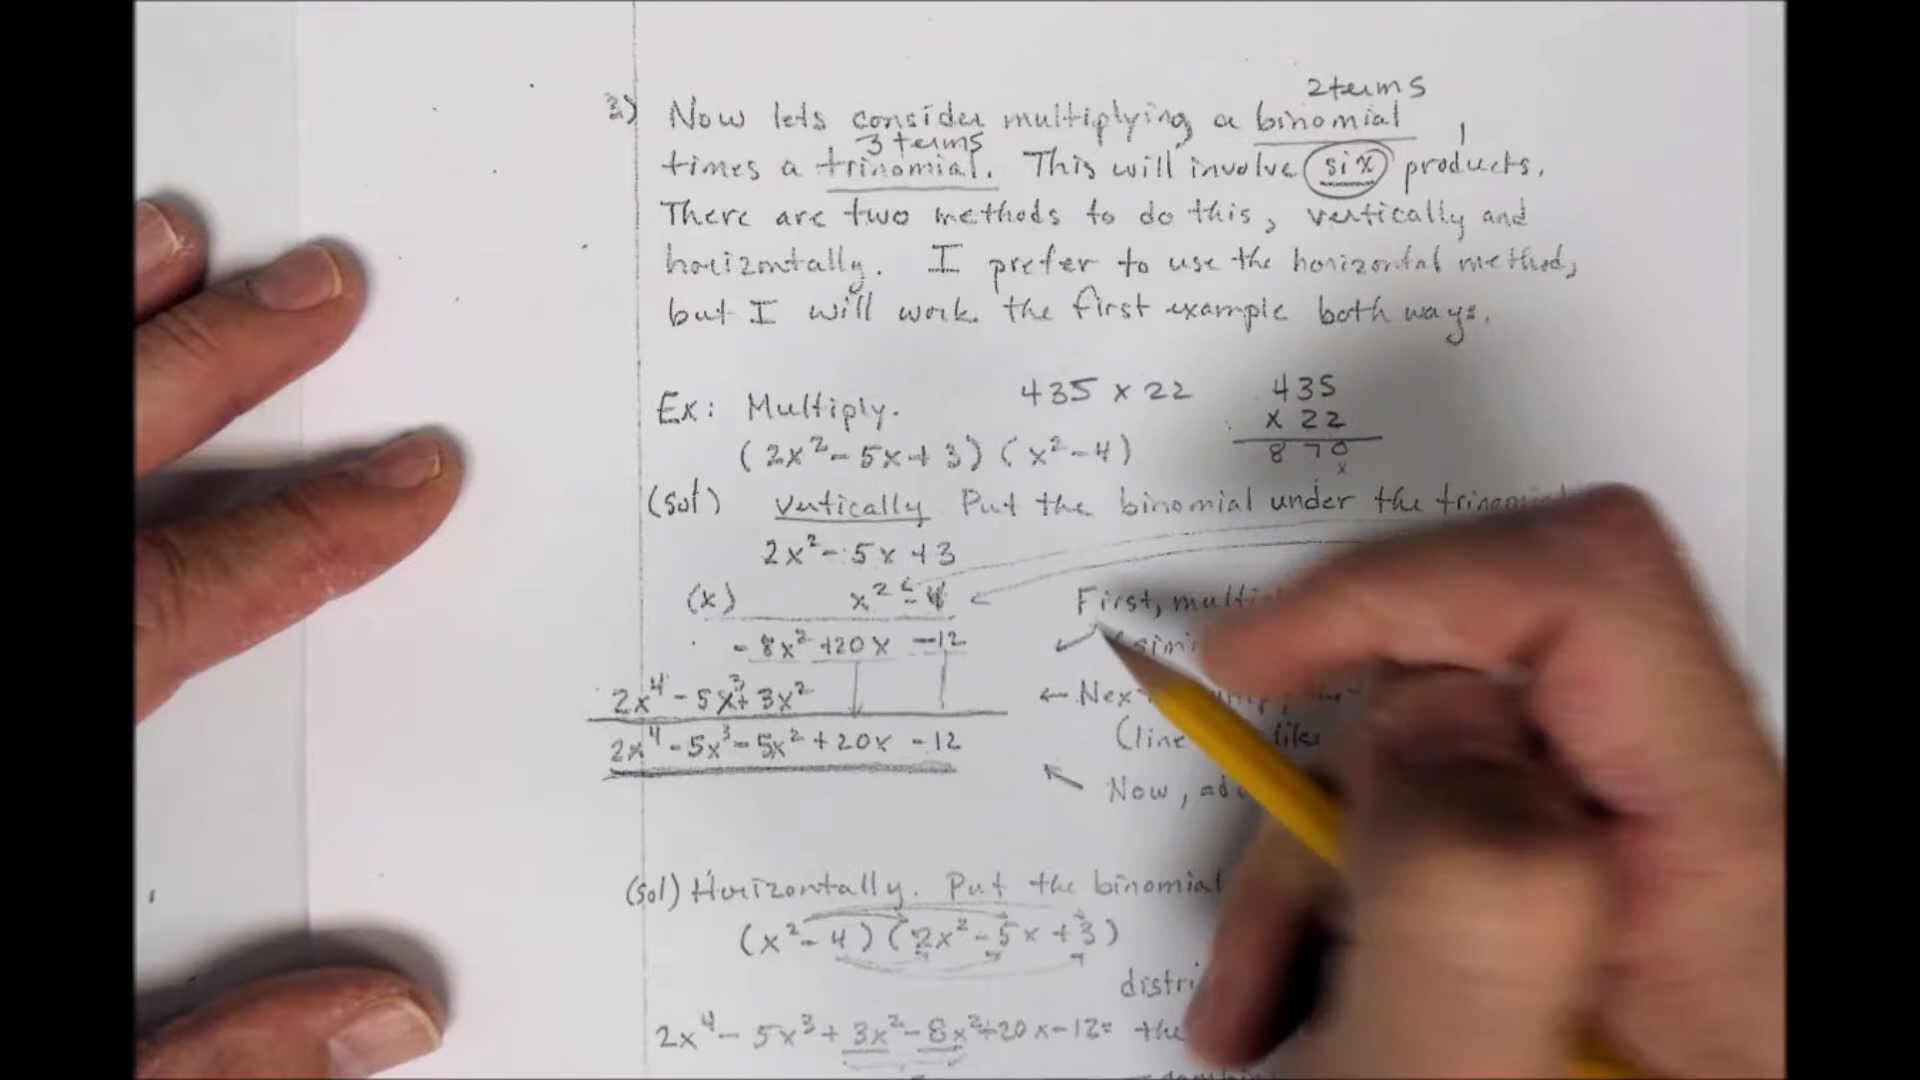 2 terms
3) Now lets consider multiplying a binomial
3 terms
times a trinomial. This will involve six products.
There are two methods to do this, vertically and
horizontally. I prefer to use the horizontal method,
but I will work the first example both ways.
Ex: Multiply. 435 x 22
435
x 22
870
x
(2x² - 5x + 3)(x² - 4)
(sol) vertically Put the binomial under the trinomial
2x² - 5x + 3
(x) x² - 4
- 8x² + 20x - 12
2x⁴ - 5x³ + 3x²
2x⁴ - 5x³ - 5x² + 20x - 12
First,
← Next
(line
Now,
(sol) Horizontally. Put the binomial
(x² - 4)(2x² - 5x + 3)
2x⁴ - 5x³ + 3x² - 8x² + 20x - 12 = the